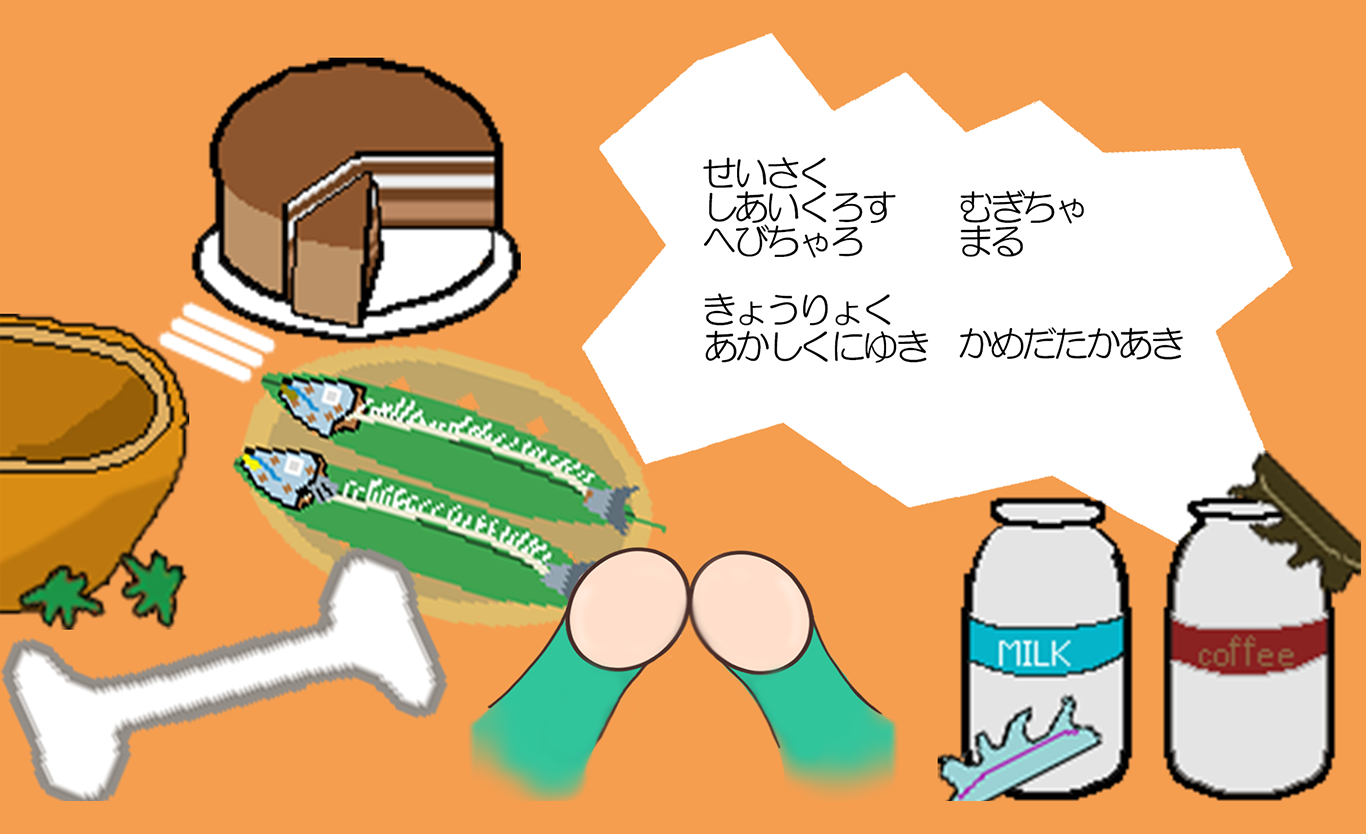 せいさく
しあいくろす むぎちゃ
へびちゃろ まる
きょうりょく
あかしくにゆき かめだたかあき
MILK
coffee